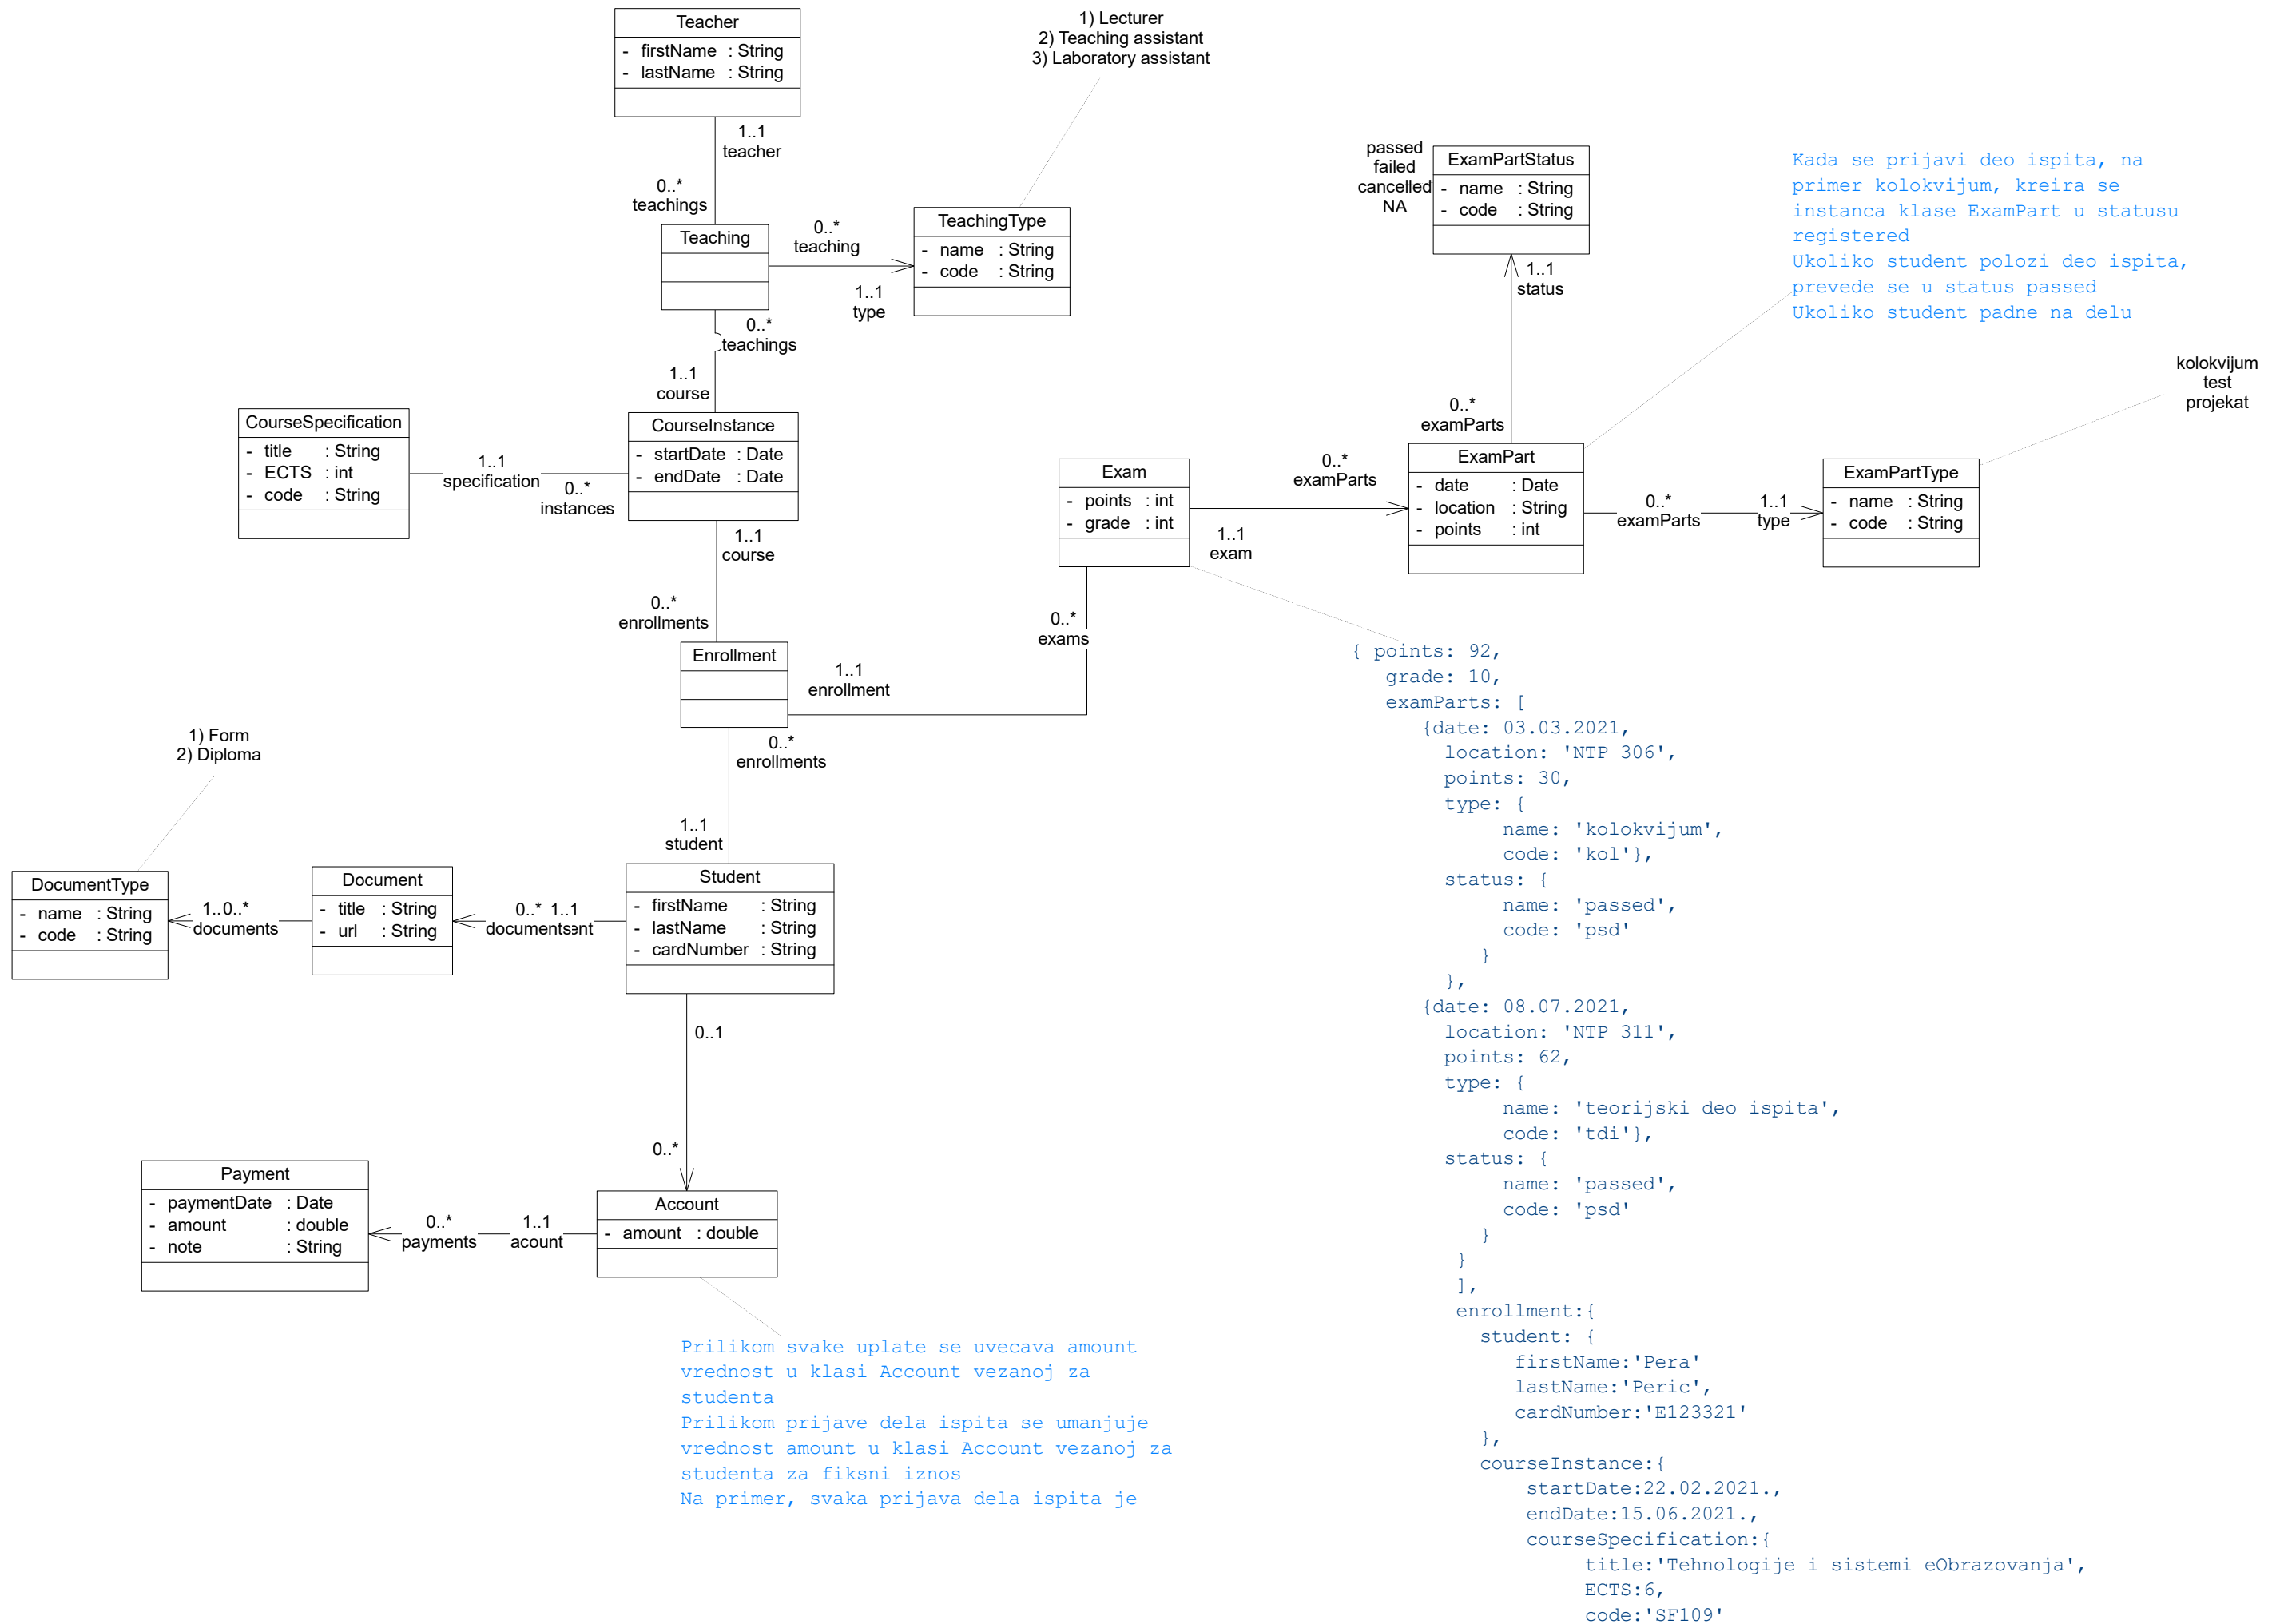 Teacher
- firstName : String
- lastName : String
1..1
teacher
0..*
teachings
1) Lecturer
2) Teaching assistant
3) Laboratory assistant
Teaching
0..*
teaching
1..1
type
TeachingType
- name : String
- code : String
0..*
teachings
1..1
course
CourseSpecification
- title : String
- ECTS : int
- code : String
1..1
specification
0..*
instances
CourseInstance
- startDate : Date
- endDate : Date
1..1
course
0..*
enrollments
Enrollment
1..1
enrollment
0..*
exams
Exam
- points : int
- grade : int
0..*
examParts
1..1
exam
passed
failed
cancelled
NA
ExamPartStatus
- name : String
- code : String
1..1
status
0..*
examParts
ExamPart
- date : Date
- location : String
- points : int
0..*
examParts
1..1
type
ExamPartType
- name : String
- code : String
kolokvijum
test
projekat
Kada se prijavi deo ispita, na
primer kolokvijum, kreira se
instanca klase ExamPart u statusu
registered
Ukoliko student polozi deo ispita,
prevede se u status passed
Ukoliko student padne na delu
0..*
enrollments
1..1
student
1) Form
2) Diploma
DocumentType
- name : String
- code : String
1..0..*
documents
Document
- title : String
- url : String
0..* 1..1
documents
Student
- firstName : String
- lastName : String
- cardNumber : String
0..1
0..*
Payment
- paymentDate : Date
- amount : double
- note : String
0..*
payments
1..1
acount
Account
- amount : double
Prilikom svake uplate se uvecava amount
vrednost u klasi Account vezanoj za
studenta
Prilikom prijave dela ispita se umanjuje
vrednost amount u klasi Account vezanoj za
studenta za fiksni iznos
Na primer, svaka prijava dela ispita je
{ points: 92,
grade: 10,
examParts: [
{date: 03.03.2021,
location: 'NTP 306',
points: 30,
type: {
name: 'kolokvijum',
code: 'kol'},
status: {
name: 'passed',
code: 'psd'
}
},
{date: 08.07.2021,
location: 'NTP 311',
points: 62,
type: {
name: 'teorijski deo ispita',
code: 'tdi'},
status: {
name: 'passed',
code: 'psd'
}
}
],
enrollment:{
student: {
firstName:'Pera'
lastName:'Peric',
cardNumber:'E123321'
},
courseInstance:{
startDate:22.02.2021.,
endDate:15.06.2021.,
courseSpecification:{
title:'Tehnologije i sistemi eObrazovanja',
ECTS:6,
code:'SF109'